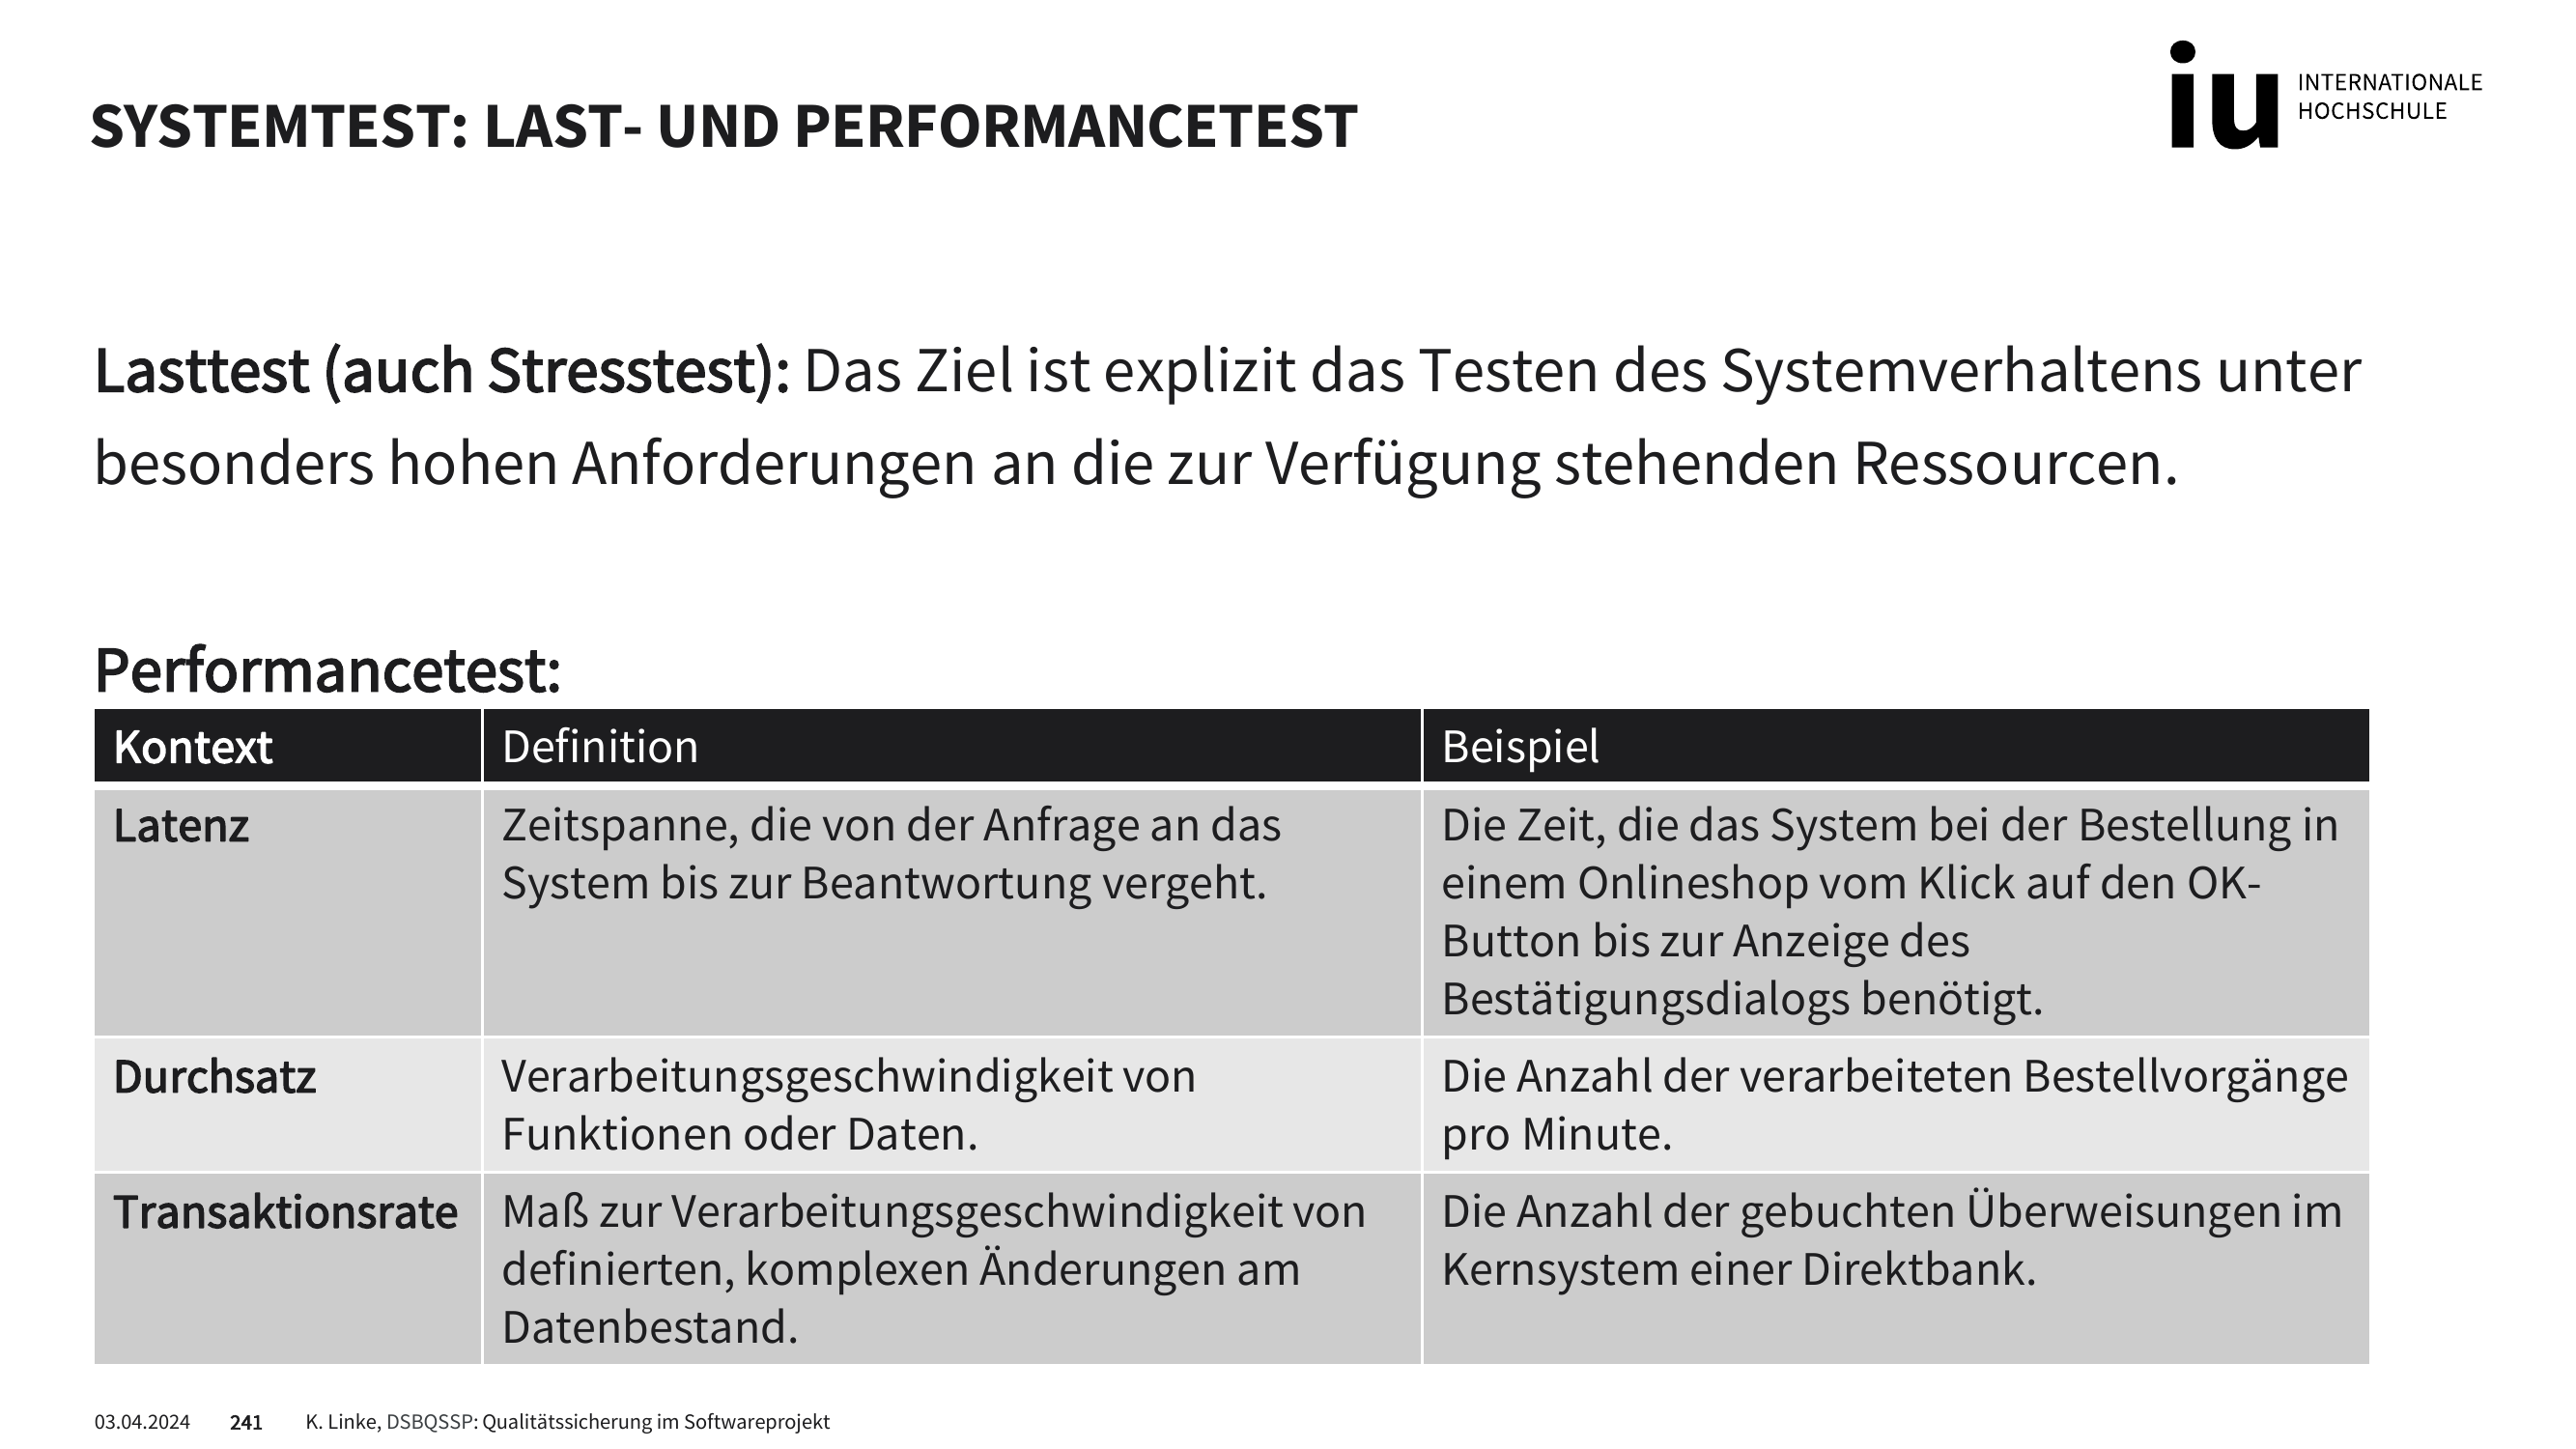 SYSTEMTEST: LAST- UND PERFORMANCETEST
iu INTERNATIONALE
HOCHSCHULE
Lasttest (auch Stresstest): Das Ziel ist explizit das Testen des Systemverhaltens unter
besonders hohen Anforderungen an die zur Verfügung stehenden Ressourcen.
Performancetest:
Kontext Definition Beispiel
Latenz Zeitspanne, die von der Anfrage an das Die Zeit, die das System bei der Bestellung in
System bis zur Beantwortung vergeht. einem Onlineshop vom Klick auf den OK-
Button bis zur Anzeige des
Bestätigungsdialogs benötigt.
Durchsatz Verarbeitungsgeschwindigkeit von Die Anzahl der verarbeiteten Bestellvorgänge
Funktionen oder Daten. pro Minute.
Transaktionsrate Maß zur Verarbeitungsgeschwindigkeit von Die Anzahl der gebuchten Überweisungen im
definierten, komplexen Änderungen am Kernsystem einer Direktbank.
Datenbestand.
03.04.2024 241 K. Linke, DSBQSSP: Qualitätssicherung im Softwareprojekt